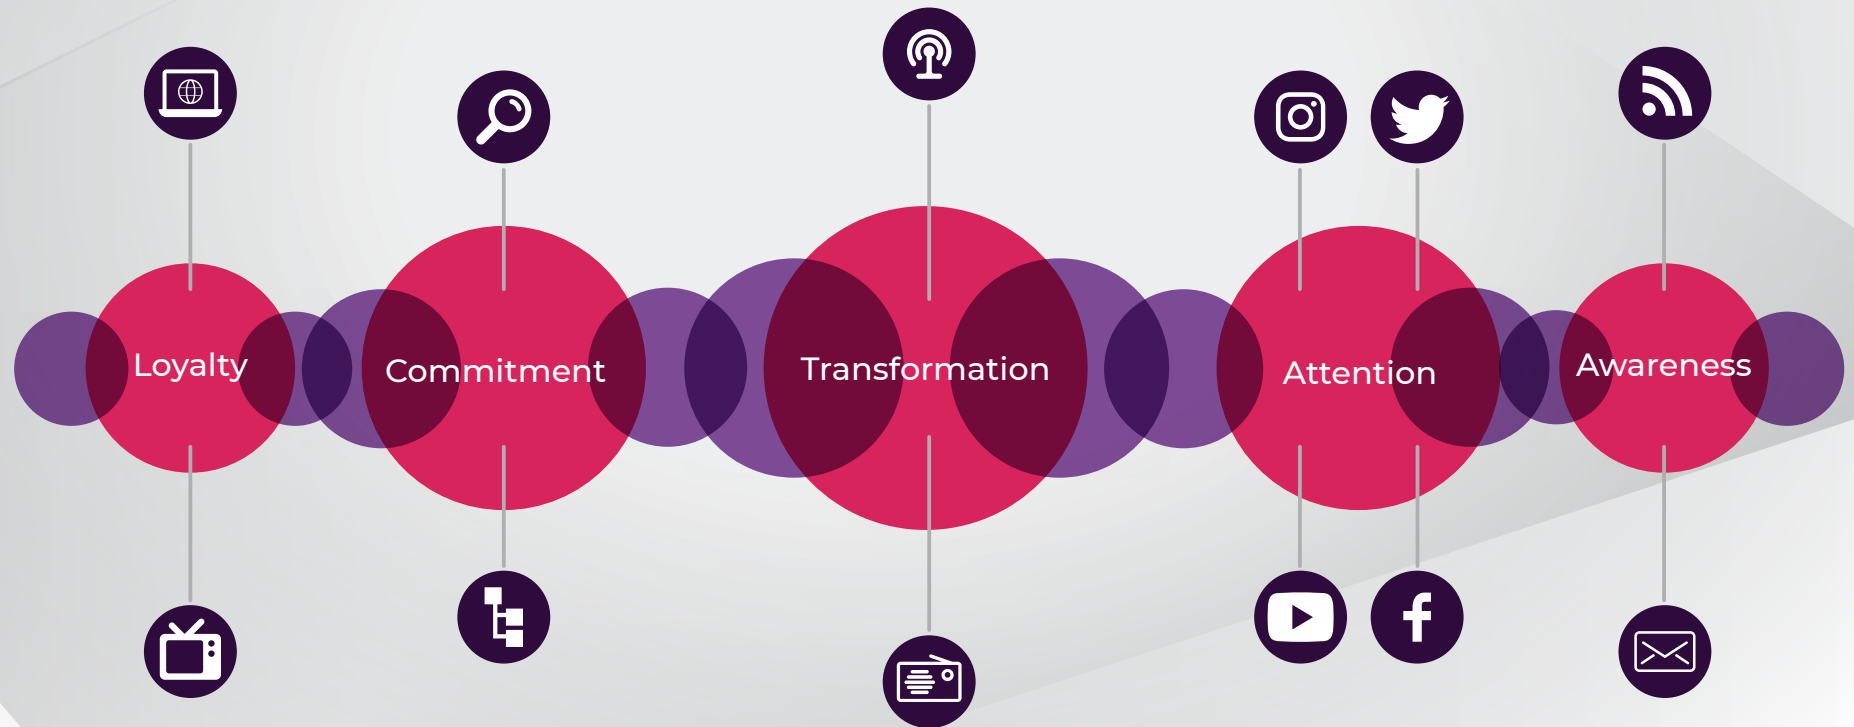 Loyalty
Commitment
Transformation
Attention
Awareness